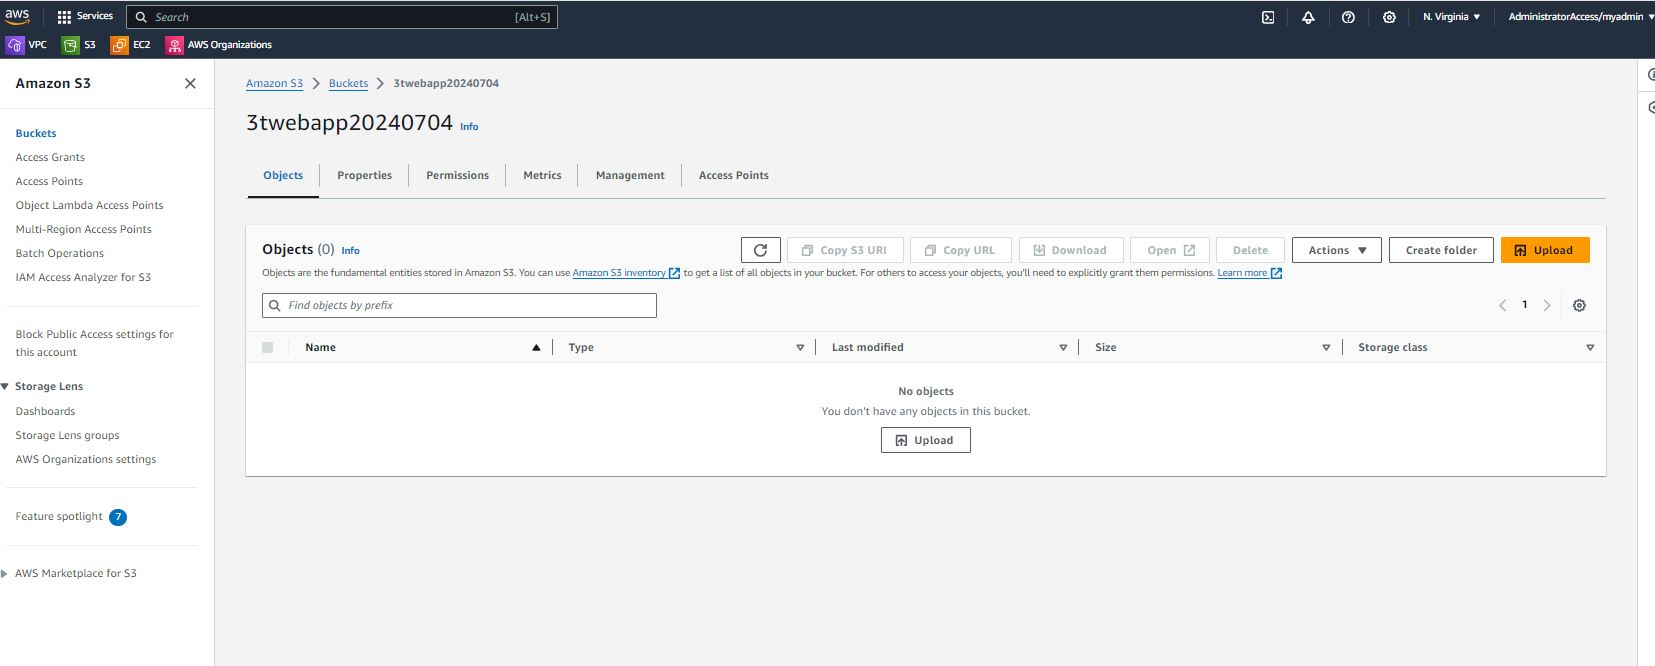 aws
Services
Search
[Alt+S]
N. Virginia
AdministratorAccess/myadmin
VPC
S3
EC2
AWS Organizations
Amazon S3
Buckets
Access Grants
Access Points
Object Lambda Access Points
Multi-Region Access Points
Batch Operations
IAM Access Analyzer for S3
Block Public Access settings for
this account
Storage Lens
Dashboards
Storage Lens groups
AWS Organizations settings
Feature spotlight 7
AWS Marketplace for S3
Amazon S3 > Buckets > 3twebapp20240704
3twebapp20240704 Info
Objects
Properties
Permissions
Metrics
Management
Access Points
Objects (0) Info
Copy S3 URI
Copy URL
Download
Open
Delete
Actions
Create folder
Upload
Objects are the fundamental entities stored in Amazon S3. You can use Amazon S3 inventory to get a list of all objects in your bucket. For others to access your objects, you'll need to explicitly grant them permissions. Learn more
Find objects by prefix
1
Name
Type
Last modified
Size
Storage class
No objects
You don't have any objects in this bucket.
Upload